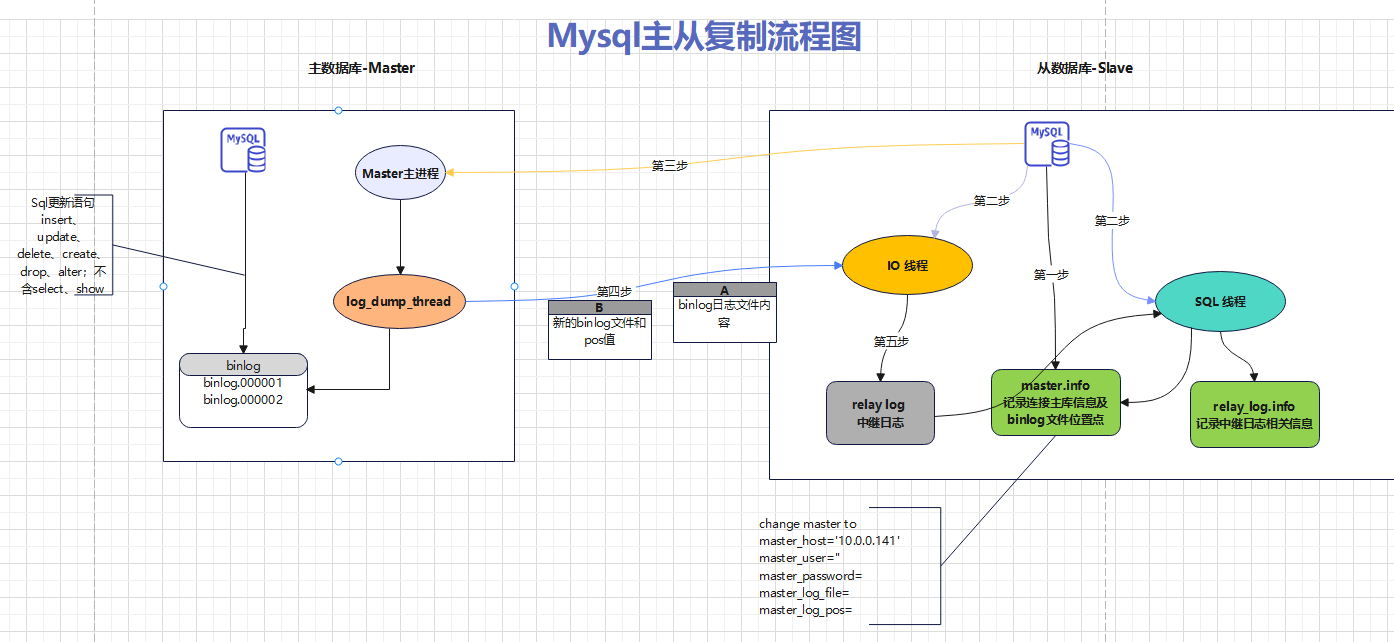 Mysql主从复制流程图
主数据库-Master
从数据库-Slave
MySQL
Master主进程
第三步
MySQL
第二步
第二步
第一步
Sql更新语句
insert、
update、
delete、create、
drop、alter；不
含select、show
log_dump_thread
第四步
B
新的binlog文件和
pos值
A
binlog日志文件内
容
IO 线程
SQL 线程
第五步
binlog
binlog.000001
binlog.000002
relay log
中继日志
master.info
记录连接主库信息及
binlog文件位置点
relay_log.info
记录中继日志相关信息
change master to
master_host='10.0.0.141'
master_user=''
master_password=
master_log_file=
master_log_pos=